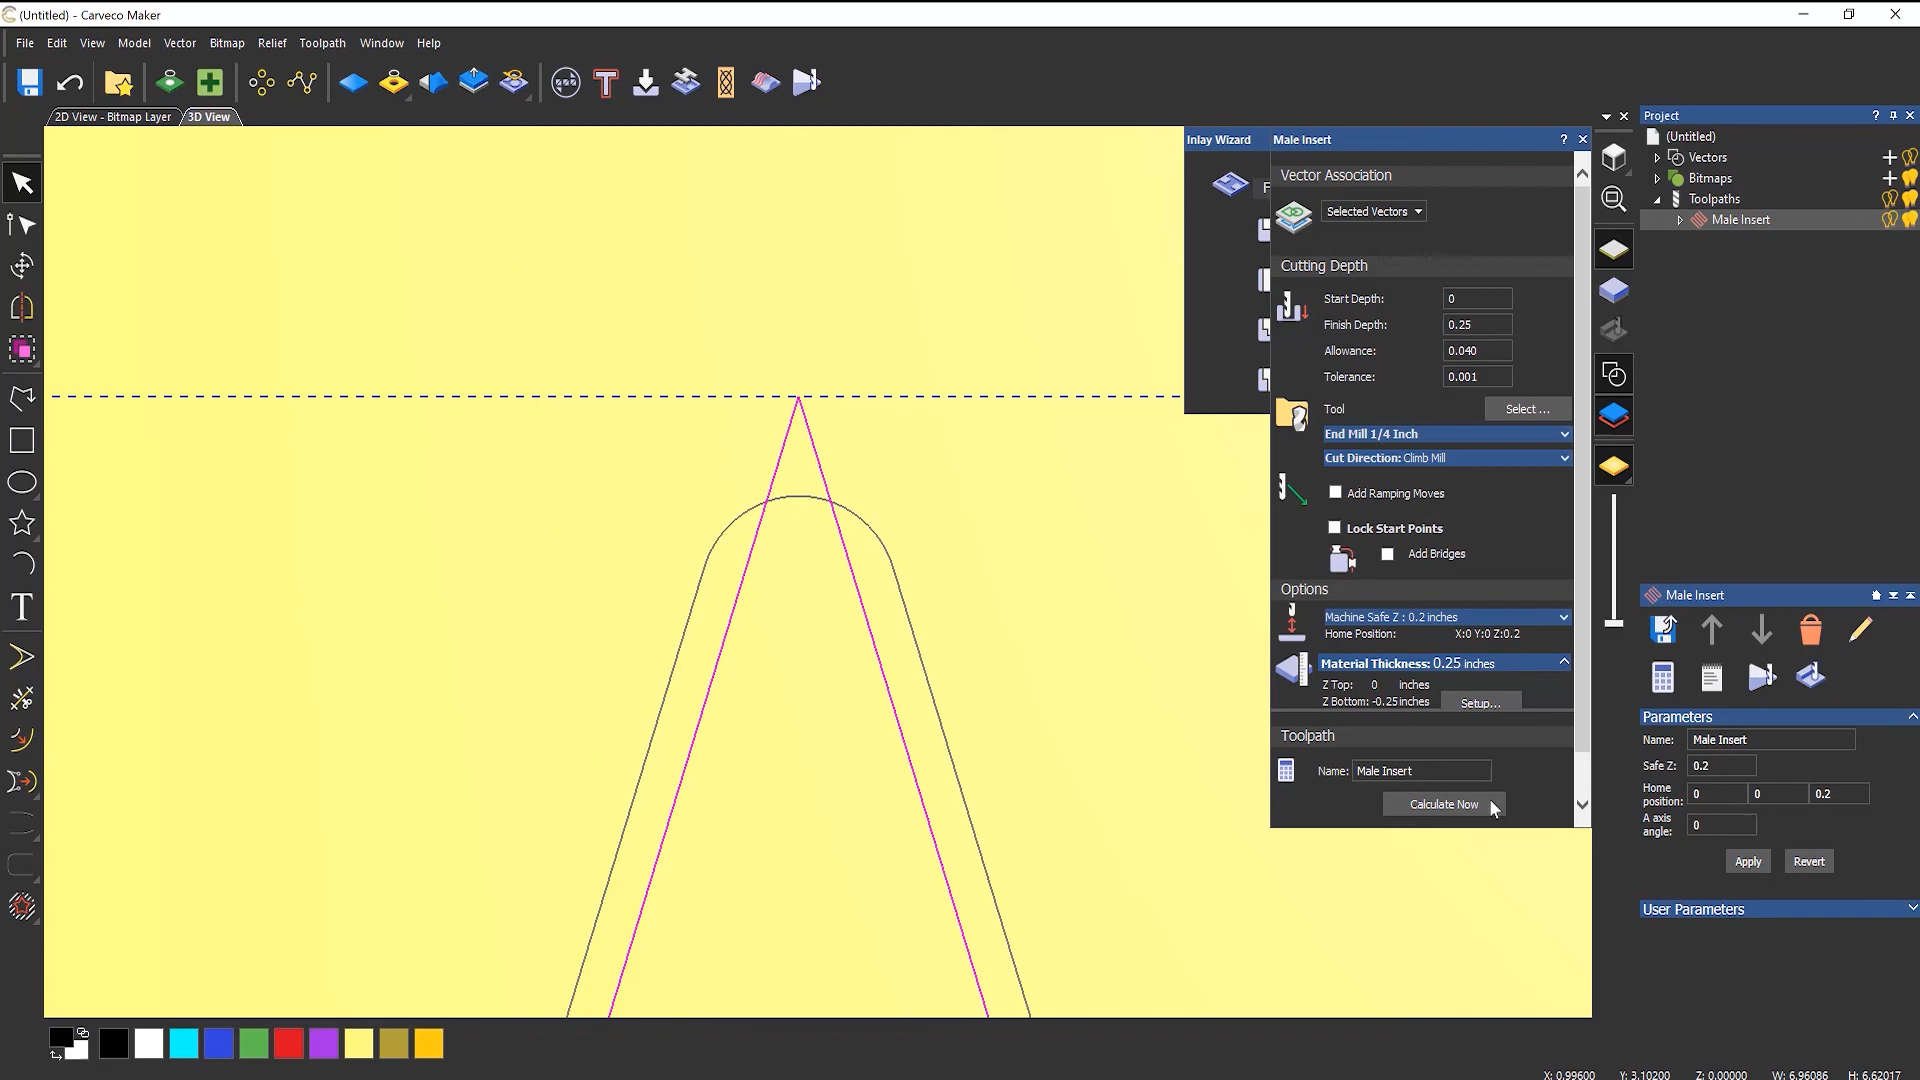 (Untitled) - Carveco Maker
File Edit View Model Vector Bitmap Relief Toolpath Window Help
2D View - Bitmap Layer 3D View
Inlay Wizard
Male Insert
Vector Association
Selected Vectors
Cutting Depth
Start Depth: 0
Finish Depth: 0.25
Allowance: 0.040
Tolerance: 0.001
Tool Select ...
End Mill 1/4 Inch
Cut Direction: Climb Mill
Add Ramping Moves
Lock Start Points
Add Bridges
Options
Machine Safe Z : 0.2 inches
Home Position: X:0 Y:0 Z:0.2
Material Thickness: 0.25 inches
Z Top: 0 inches
Z Bottom: -0.25 inches Setup...
Toolpath
Name: Male Insert
Calculate Now
Project
(Untitled)
Vectors
Bitmaps
Toolpaths
Male Insert
Male Insert
Parameters
Name: Male Insert
Safe Z: 0.2
Home
position: 0 0 0.2
A axis
angle: 0
Apply Revert
User Parameters
X: 0.99600 Y: 3.10200 Z: 0.00000 W: 6.96086 H: 6.62017